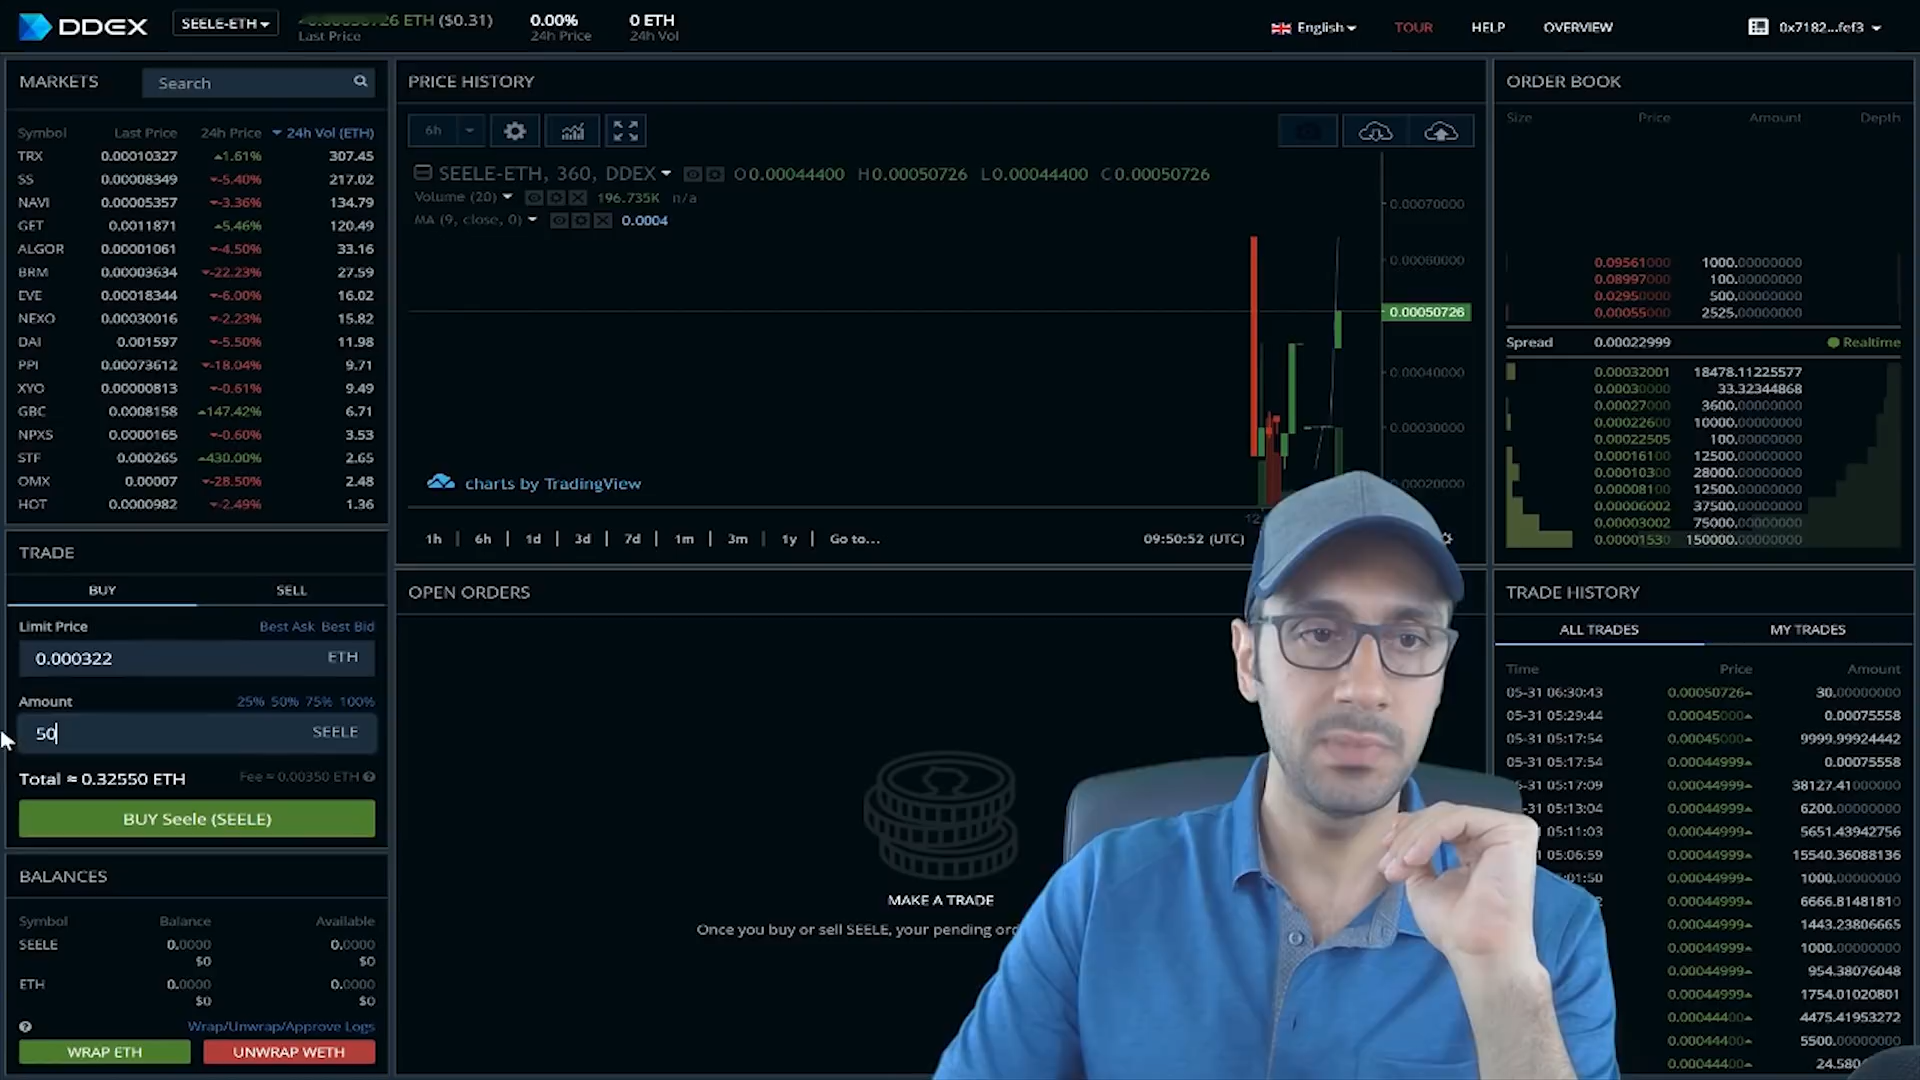 DDEX
SEELE-ETH
ETH ($0.31)
Last Price
0.00%
24h Price
0 ETH
24h Vol
English
TOUR
HELP
OVERVIEW
0x7182...fef3
MARKETS
Search
Symbol Last Price 24h Price 24h Vol (ETH)
TRX 0.00010327 1.61% 307.45
SS 0.00008349 -5.40% 217.02
NAVI 0.00005357 -3.36% 134.79
GET 0.0011871 5.46% 120.49
ALGOR 0.00001061 -4.50% 33.16
BRM 0.00003634 -22.23% 27.59
EVE 0.00018344 -6.00% 16.02
NEXO 0.00030016 -2.23% 15.82
DAI 0.001597 -5.50% 11.98
PPI 0.00073612 -18.04% 9.71
XYO 0.00000813 -0.61% 9.49
GBC 0.0008158 147.42% 6.71
NPXS 0.0000165 -0.60% 3.53
STF 0.000265 430.00% 2.65
OMX 0.00007 -28.50% 2.48
HOT 0.0000982 -2.49% 1.36
TRADE
BUY SELL
Limit Price Best Ask Best Bid
0.000322 ETH
Amount 25% 50% 75% 100%
50 SEELE
Total ≈ 0.32550 ETH Fee ≈ 0.00350 ETH
BUY Seele (SEELE)
BALANCES
Symbol Balance Available
SEELE 0.0000 0.0000
$0 $0
ETH 0.0000 0.0000
$0 $0
Wrap/Unwrap/Approve Logs
WRAP ETH UNWRAP WETH
PRICE HISTORY
6h
SEELE-ETH, 360, DDEX O0.00044400 H0.00050726 L0.00044400 C0.00050726
Volume (20) 196.735K n/a
MA (9, close, 0) 0.0004
0.00070000
0.00060000
0.00050726
0.00040000
0.00030000
0.00020000
charts by TradingView
12
1h 6h 1d 3d 7d 1m 3m 1y Go to...
09:50:52 (UTC)
OPEN ORDERS
MAKE A TRADE
Once you buy or sell SEELE, your pending
ORDER BOOK
Size Price Amount Depth
0.09561000 1000.00000000
0.08997000 100.00000000
0.02950000 500.00000000
0.00055000 2525.00000000
Spread 0.00022999 Realtime
0.00032001 18478.11225577
0.00030000 33.32344868
0.00027000 3600.00000000
0.00022600 10000.00000000
0.00022505 100.00000000
0.00016100 12500.00000000
0.00010300 28000.00000000
0.00008100 12500.00000000
0.00006002 37500.00000000
0.00003002 75000.00000000
0.00001530 150000.00000000
TRADE HISTORY
ALL TRADES MY TRADES
Time Price Amount
05-31 06:30:43 0.00050726 30.00000000
05-31 05:29:44 0.00045000 0.00075558
05-31 05:17:54 0.00045000 9999.99924442
05-31 05:17:54 0.00044999 0.00075558
05:17:09 0.00044999 38127.41000000
05:13:04 0.00044999 6200.00000000
05:11:03 0.00044999 5651.43942756
05:06:59 0.00044999 15540.36088136
:01:50 0.00044999 1000.00000000
0.00044999 6666.81481810
0.00044999 1443.23806665
0.00044999 1000.00000000
0.00044999 954.38076048
0.00044999 1754.01020801
0.00044400 4475.41953272
0.00044400 5500.00000000
0.00044400 24.580